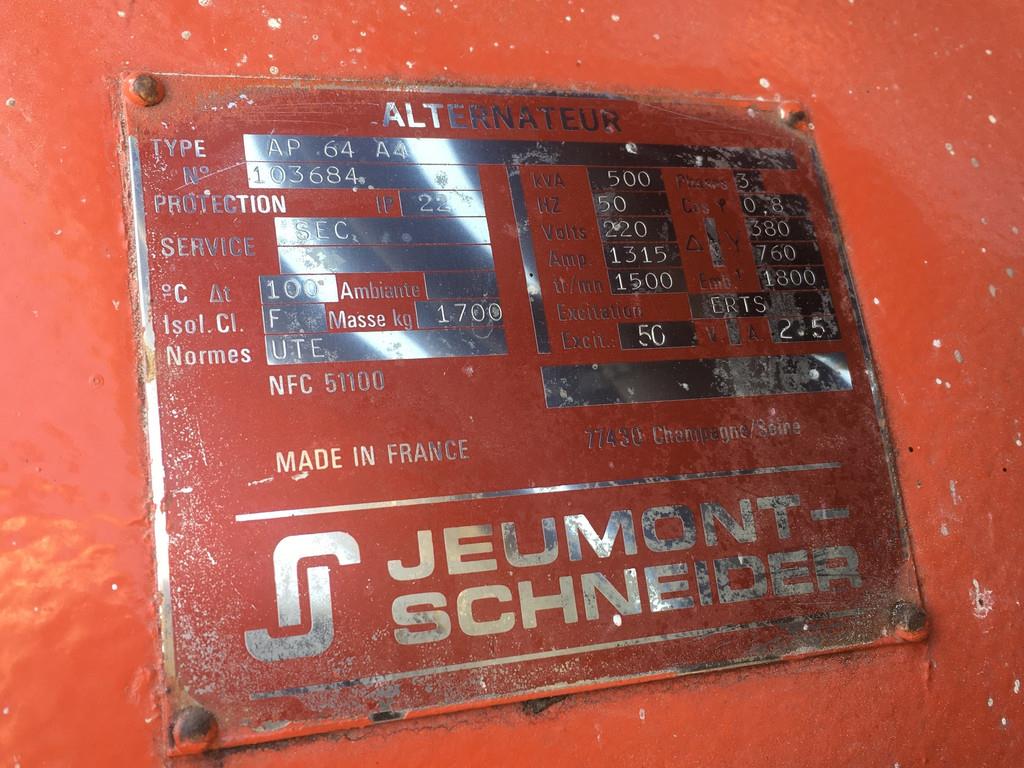 ALTERNATEUR
TYPE AP 64 A4
N° 103684
PROTECTION IP 22
SERVICE SEC
°C Δt 100° Ambiante
Isol. Cl. F Masse kg 1700
Normes UTE
NFC 51100
KVA 500 Phases 3
HZ 50 Cos φ 0,8
Volts 220 Δ Y 380
Amp. 1315 760
tr/mn 1500 Emb.t 1800
Excitation ERTS
Excit.: 50 V. A. 2.5
77430 Champagne/Seine
MADE IN FRANCE
JEUMONT-
SCHNEIDER